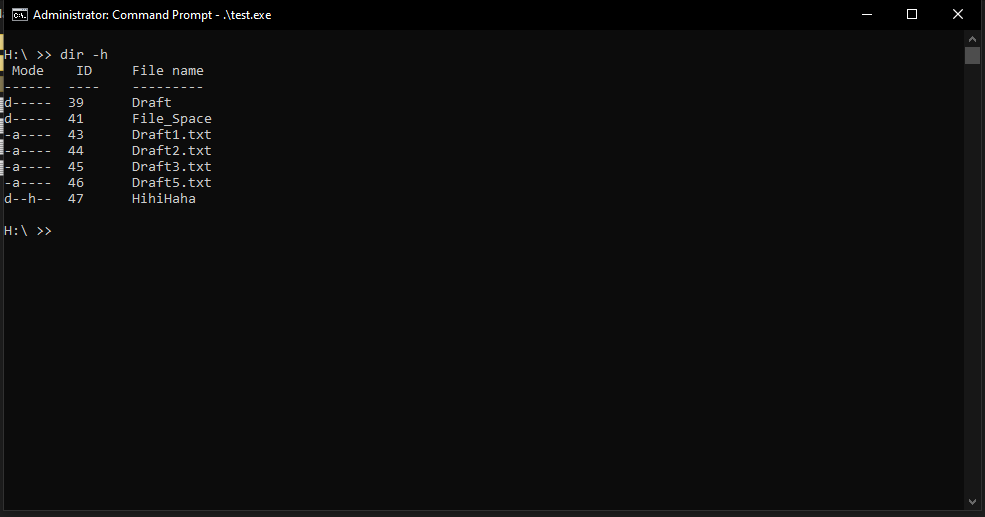 Administrator: Command Prompt - .\test.exe
H:\ >> dir -h
Mode ID File name
------ ---- ---------
d----- 39 Draft
d----- 41 File_Space
-a---- 43 Draft1.txt
-a---- 44 Draft2.txt
-a---- 45 Draft3.txt
-a---- 46 Draft5.txt
d--h-- 47 HihiHaha
H:\ >>